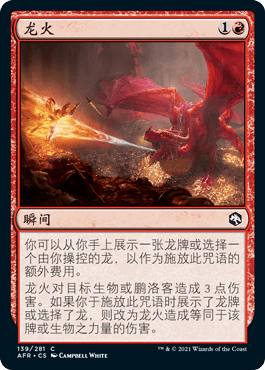 龙火 1
瞬间
你可以从你手上展示一张龙牌或选择一
个由你操控的龙，以作为施放此咒语的
额外费用。
龙火对目标生物或鹏洛客造成3点伤
害。如果你于施放此咒语时展示了龙牌
或选择了龙，则改为龙火造成等同于该
牌或生物之力量的伤害。
139/281 C
AFR • CS CAMPBELL WHITE
™ & © 2021 Wizards of the Coast